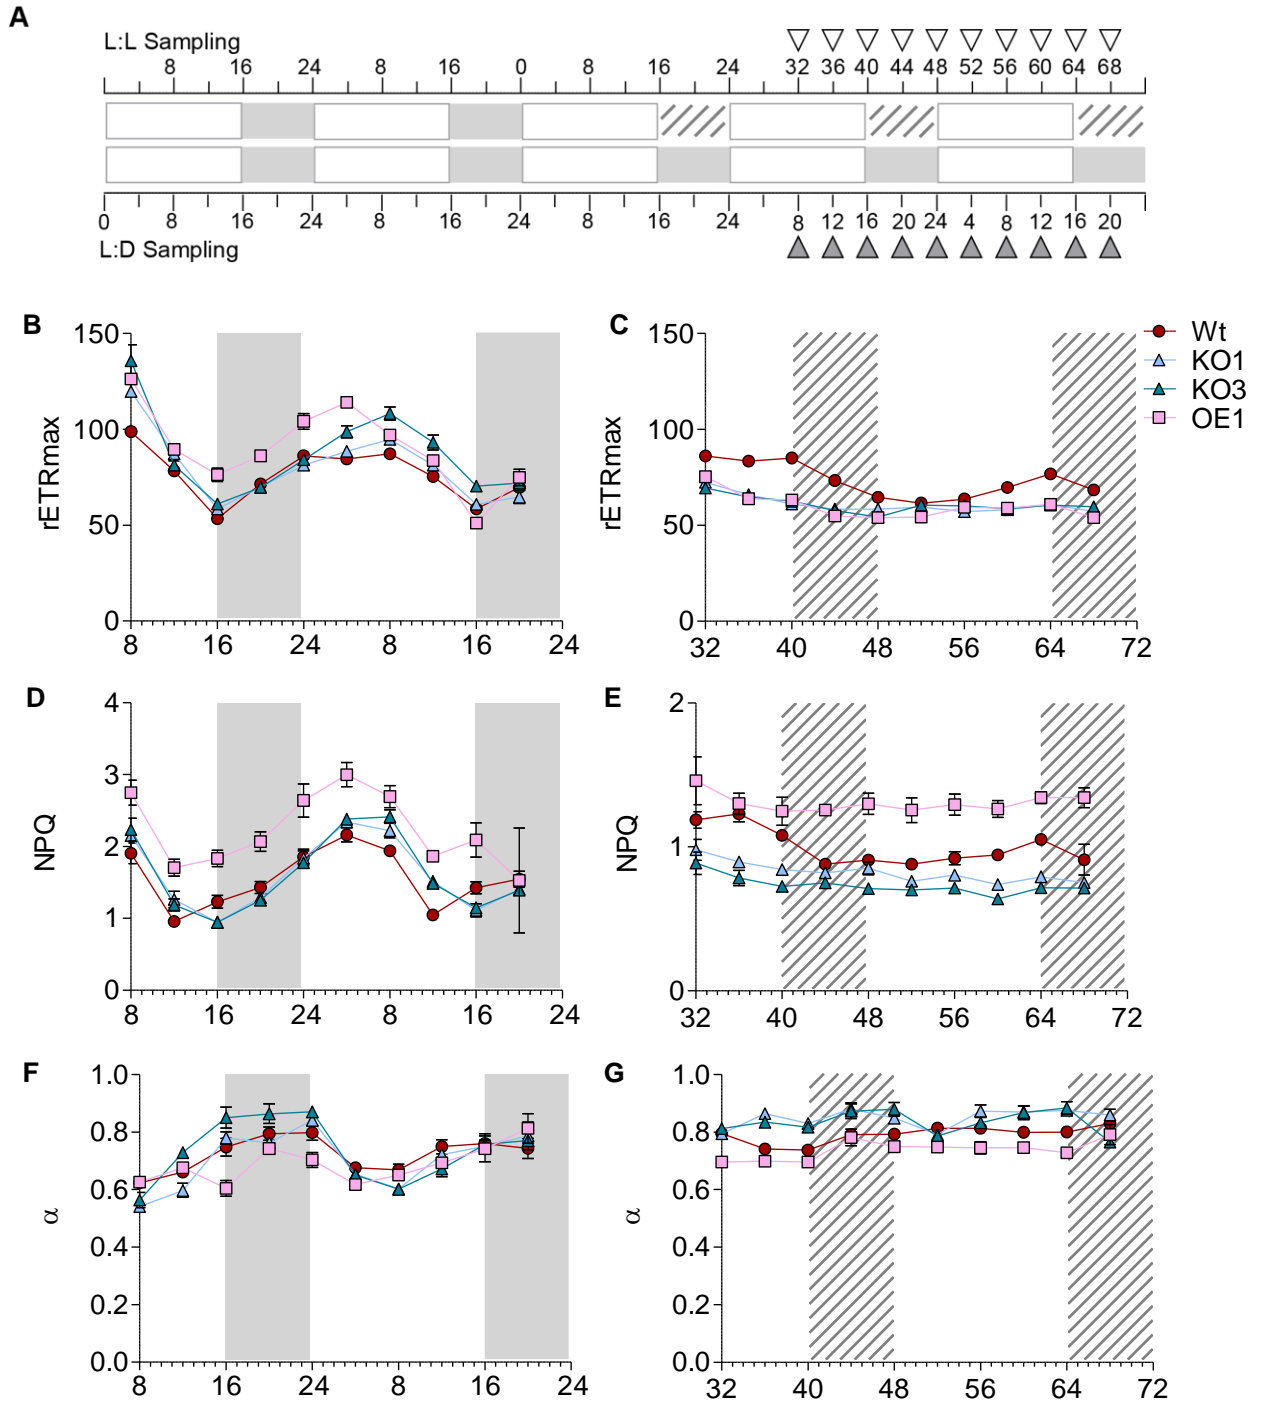 A
L:L Sampling
8 16 24 8 16 0 8 16 24 32 36 40 44 48 52 56 60 64 68
0 8 16 24 8 16 24 8 16 24 8 12 16 20 24 4 8 12 16 20
L:D Sampling
B
rETRmax
150
100
50
0
8 16 24 8 16 24
C
rETRmax
150
100
50
0
32 40 48 56 64 72
Wt
KO1
KO3
OE1
D
NPQ
4
3
2
1
0
8 16 24 8 16 24
E
NPQ
2
1
0
32 40 48 56 64 72
F
α
1.0
0.8
0.6
0.4
0.2
0.0
8 16 24 8 16 24
G
α
1.0
0.8
0.6
0.4
0.2
0.0
32 40 48 56 64 72